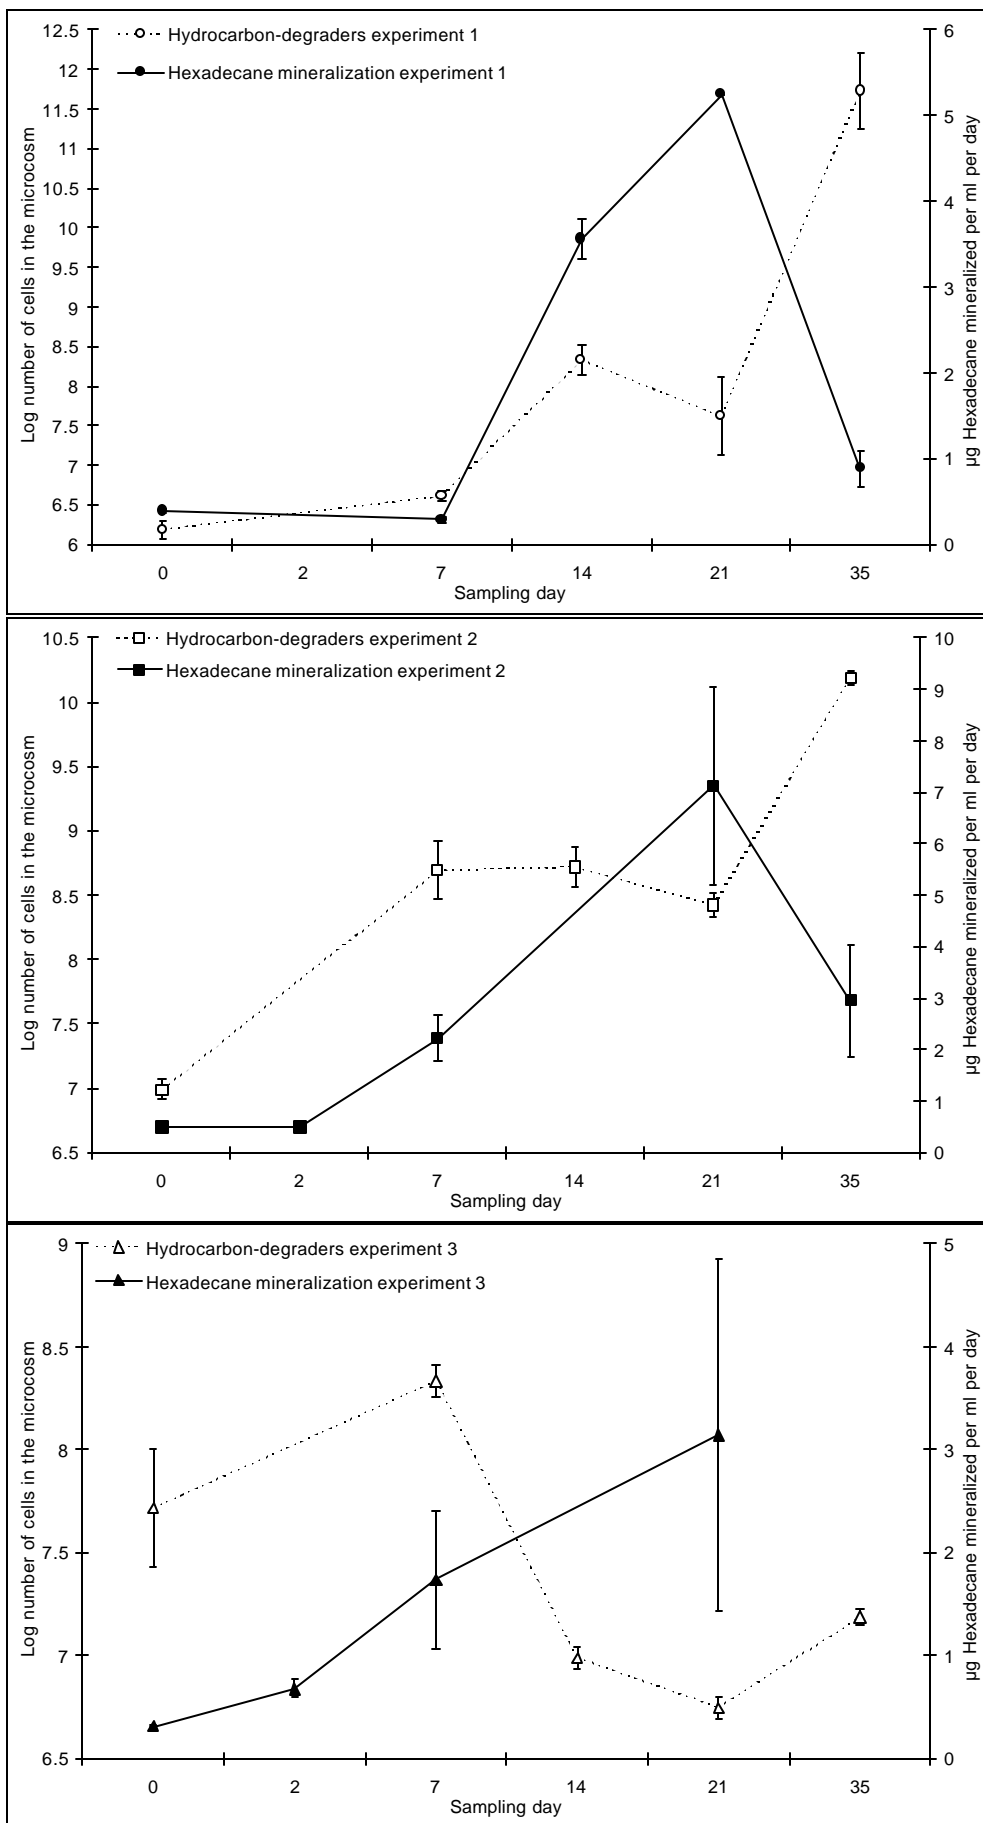 Hydrocarbon-degraders experiment 1
Hexadecane mineralization experiment 1
Log number of cells in the microcosm
12.5
12
11.5
11
10.5
10
9.5
9
8.5
8
7.5
7
6.5
6
6
5
4
3
2
1
0
µg Hexadecane mineralized per ml per day
0 2 7 14 21 35
Sampling day
Hydrocarbon-degraders experiment 2
Hexadecane mineralization experiment 2
Log number of cells in the microcosm
10.5
10
9.5
9
8.5
8
7.5
7
6.5
10
9
8
7
6
5
4
3
2
1
0
µg Hexadecane mineralized per ml per day
0 2 7 14 21 35
Sampling day
Hydrocarbon-degraders experiment 3
Hexadecane mineralization experiment 3
Log number of cells in the microcosm
9
8.5
8
7.5
7
6.5
5
4
3
2
1
0
µg Hexadecane mineralized per ml per day
0 2 7 14 21 35
Sampling day